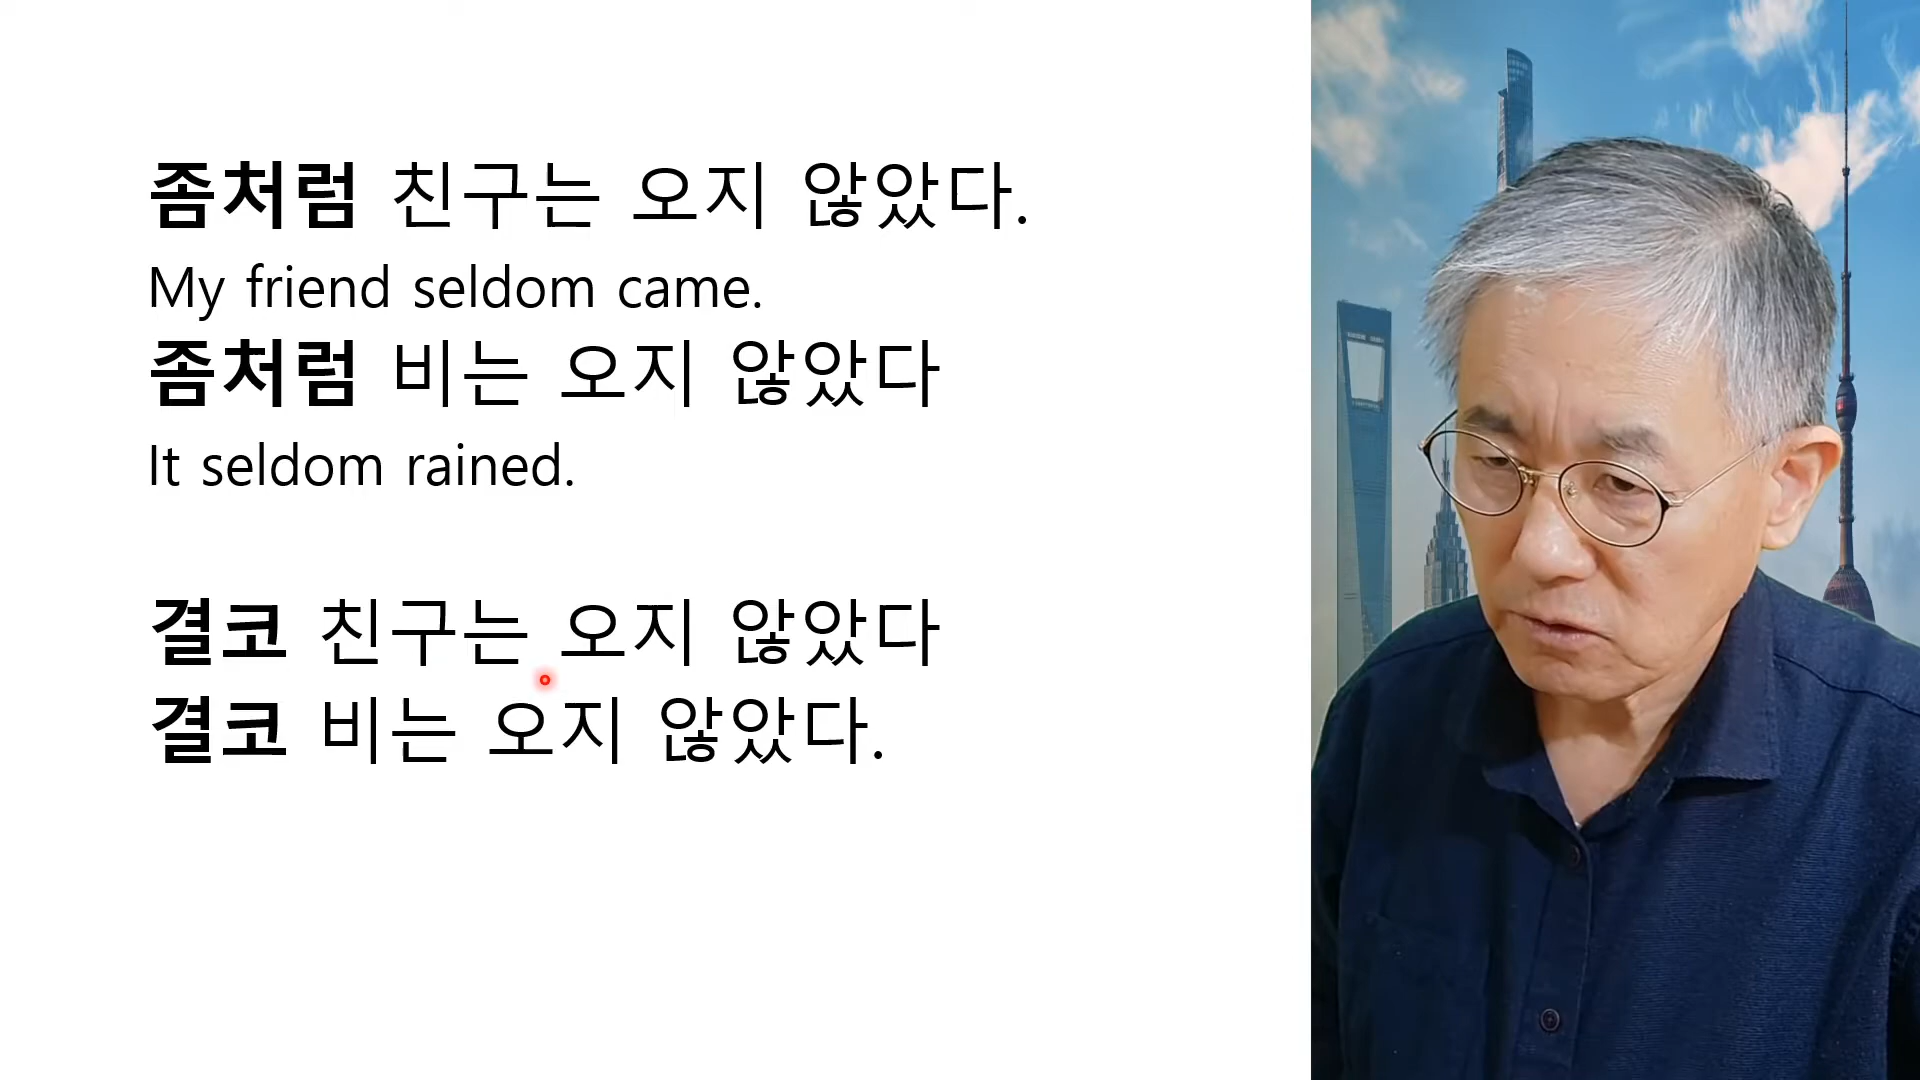 좀처럼 친구는 오지 않았다.
My friend seldom came.
좀처럼 비는 오지 않았다
It seldom rained.
결코 친구는 오지 않았다
결코 비는 오지 않았다.